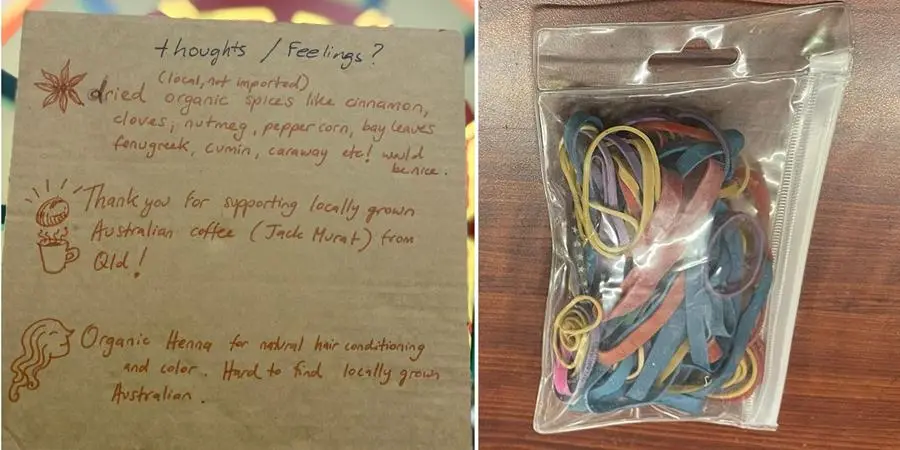 thoughts / Feelings?
(local, not imported)
dried organic spices like cinnamon,
cloves, nutmeg, pepper corn, bay leaves
fenugreek, cumin, caraway etc! would
be nice.
Thank you for supporting locally grown
Australian coffee (Jack Murat) from
Qld!
Organic Henna for natural hair conditioning
and color. Hard to find locally grown
Australian.